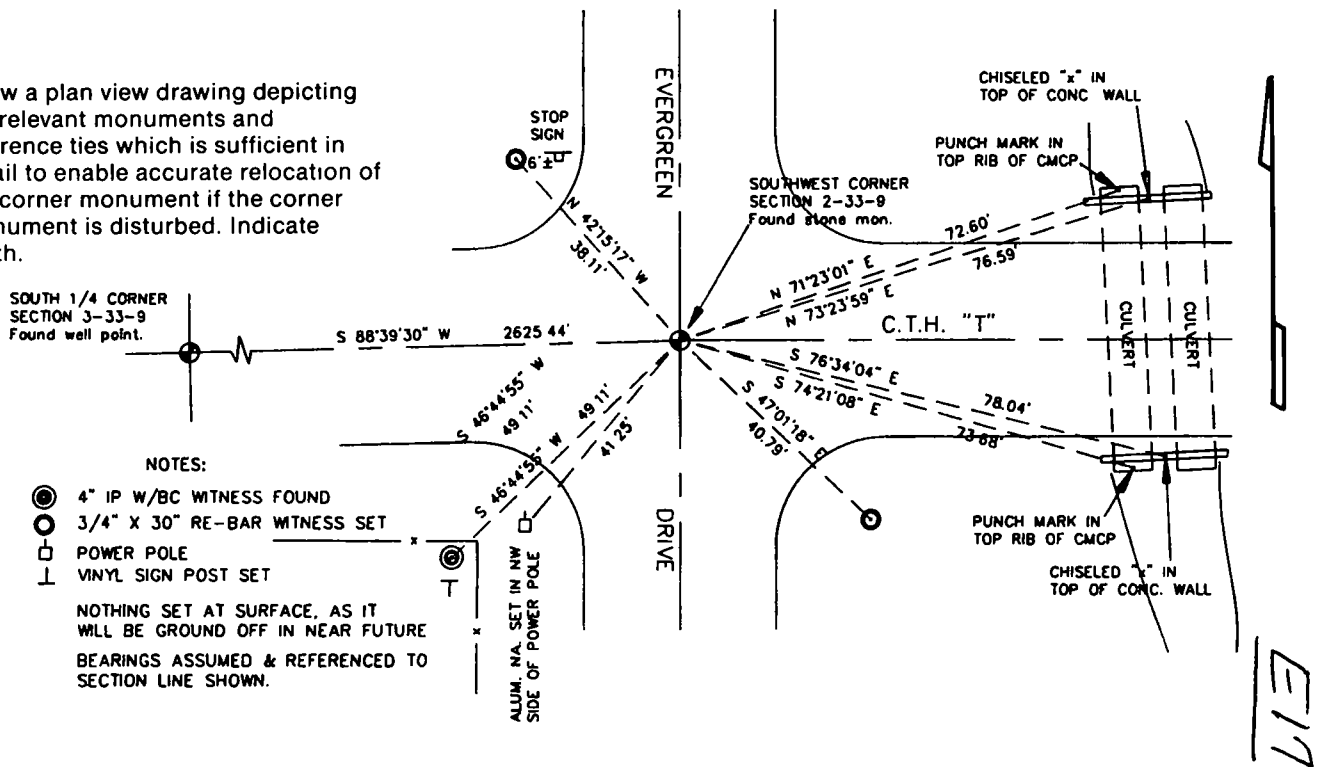 w a plan view drawing depicting
relevant monuments and
erence ties which is sufficient in
ail to enable accurate relocation of
corner monument if the corner
nument is disturbed. Indicate
th.
SOUTH 1/4 CORNER
SECTION 3-33-9
Found well point.
S 88°39'30" W 2625 44'
STOP
SIGN
6'±
N 42°15'17" W
38.11'
EVERGREEN
SOUTHWEST CORNER
SECTION 2-33-9
Found stone mon.
CHISELED "x" IN
TOP OF CONC WALL
PUNCH MARK IN
TOP RIB OF CMCP
72.60'
N 71°23'01" E
76.59'
N 73°23'59" E
C.T.H. "T"
CULVERT
CULVERT
S 76°34'04" E
78.04'
S 74°21'08" E
73.68'
S 47°01'18" E
40.79'
S 46°44'55" W
49 11'
S 46°44'55" W
49 11'
41 25'
DRIVE
NOTES:
4" IP W/BC WITNESS FOUND
3/4" X 30" RE-BAR WITNESS SET
POWER POLE
VINYL SIGN POST SET
NOTHING SET AT SURFACE, AS IT
WILL BE GROUND OFF IN NEAR FUTURE
BEARINGS ASSUMED & REFERENCED TO
SECTION LINE SHOWN.
ALUM. NA. SET IN NW
SIDE OF POWER POLE
PUNCH MARK IN
TOP RIB OF CMCP
CHISELED "x" IN
TOP OF CONC. WALL
E17